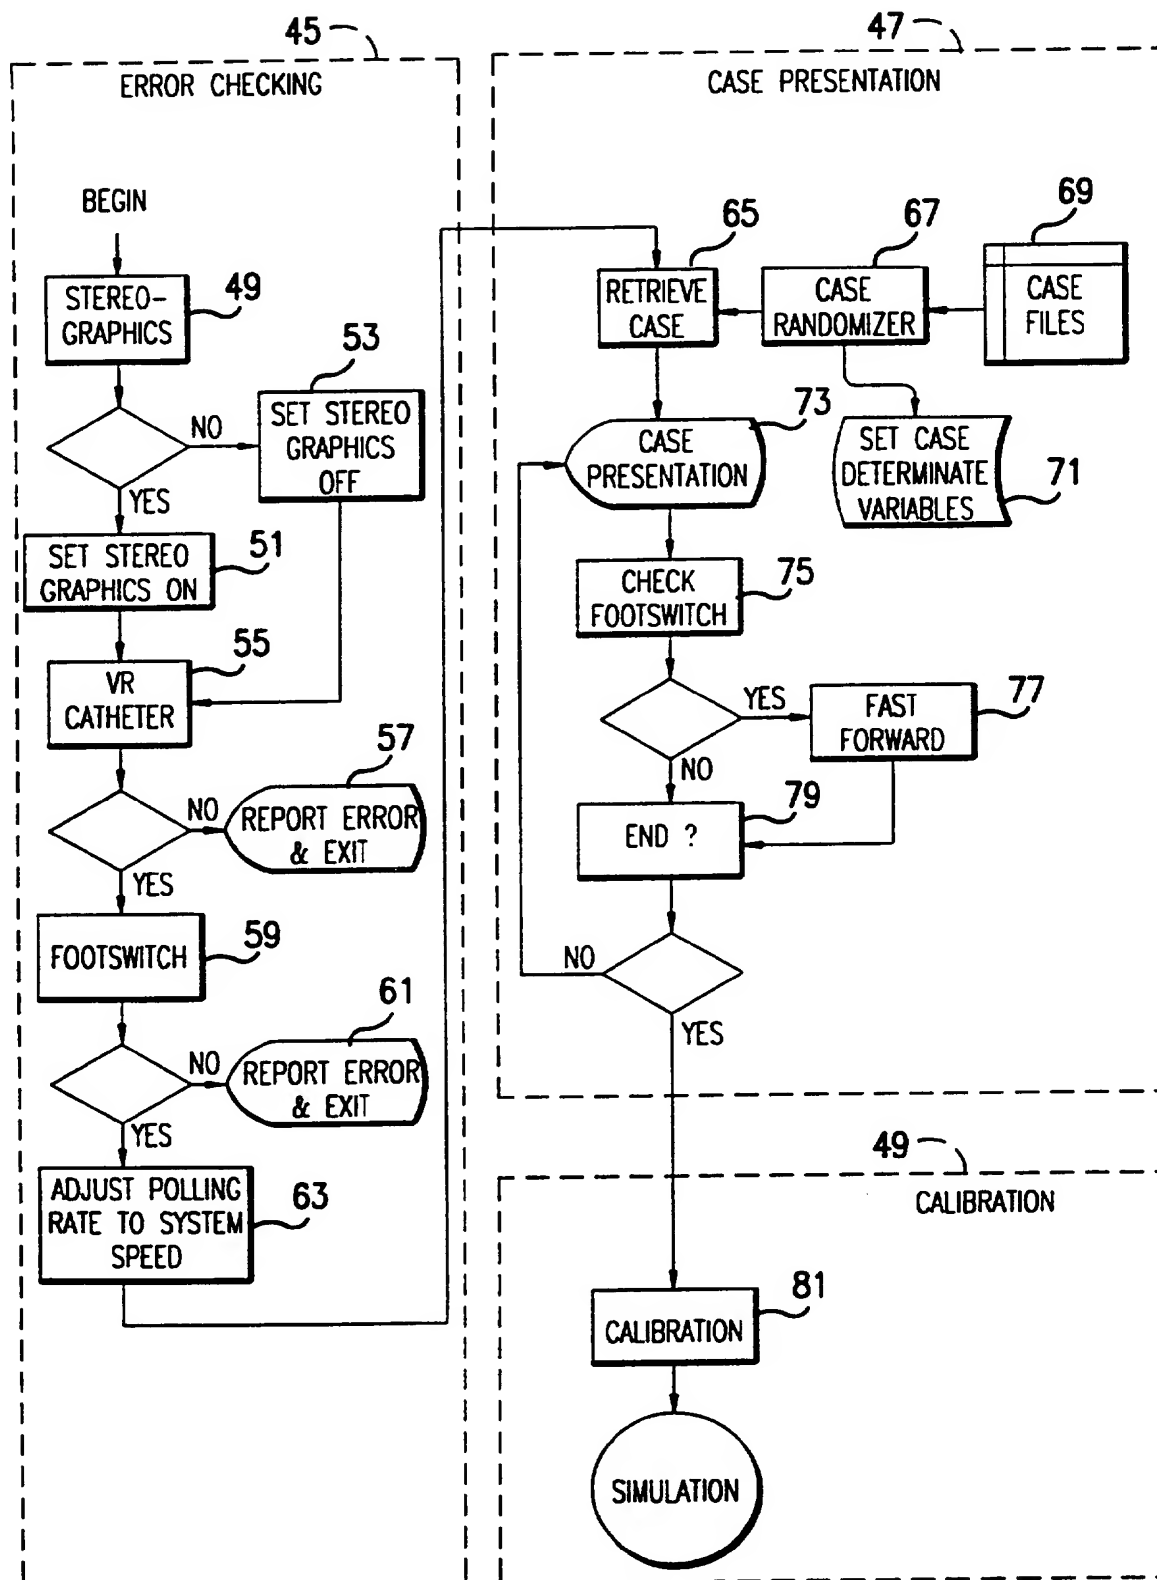 45
ERROR CHECKING
BEGIN
STEREO-
GRAPHICS
49
53
SET STEREO
GRAPHICS
OFF
NO
YES
SET STEREO
GRAPHICS ON
51
VR
CATHETER
55
57
NO
REPORT ERROR
& EXIT
YES
FOOTSWITCH
59
61
NO
REPORT ERROR
& EXIT
YES
ADJUST POLLING
RATE TO SYSTEM
SPEED
63
47
CASE PRESENTATION
65
RETRIEVE
CASE
67
CASE
RANDOMIZER
69
CASE
FILES
73
CASE
PRESENTATION
SET CASE
DETERMINATE
VARIABLES
71
CHECK
FOOTSWITCH
75
YES
FAST
FORWARD
77
NO
79
END ?
NO
YES
49
CALIBRATION
81
CALIBRATION
SIMULATION